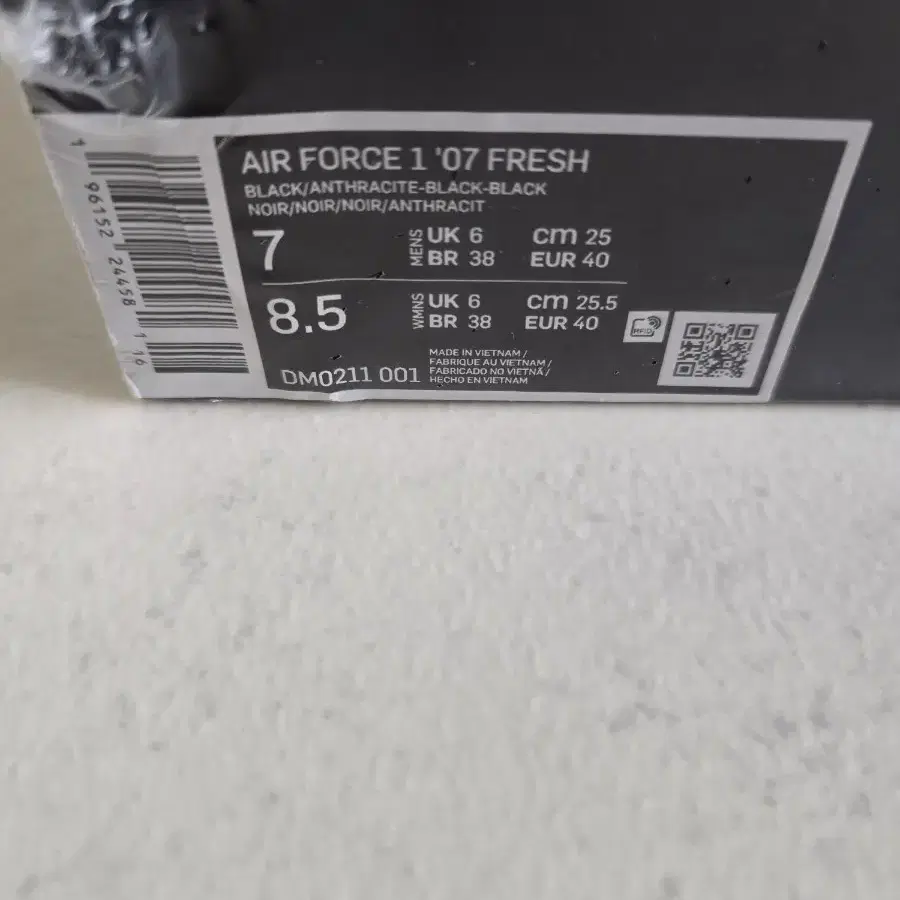 AIR FORCE 1 '07 FRESH
BLACK/ANTHRACITE-BLACK-BLACK
NOIR/NOIR/NOIR/ANTHRACIT
7 MENS UK 6 cm 25
BR 38 EUR 40
8.5 WMNS UK 6 cm 25.5
BR 38 EUR 40
DM0211 001
MADE IN VIETNAM /
FABRIQUE AU VIETNAM /
FABRICADO NO VIETNÃ /
HECHO EN VIETNAM
RFID
1 96152 24458 1 16